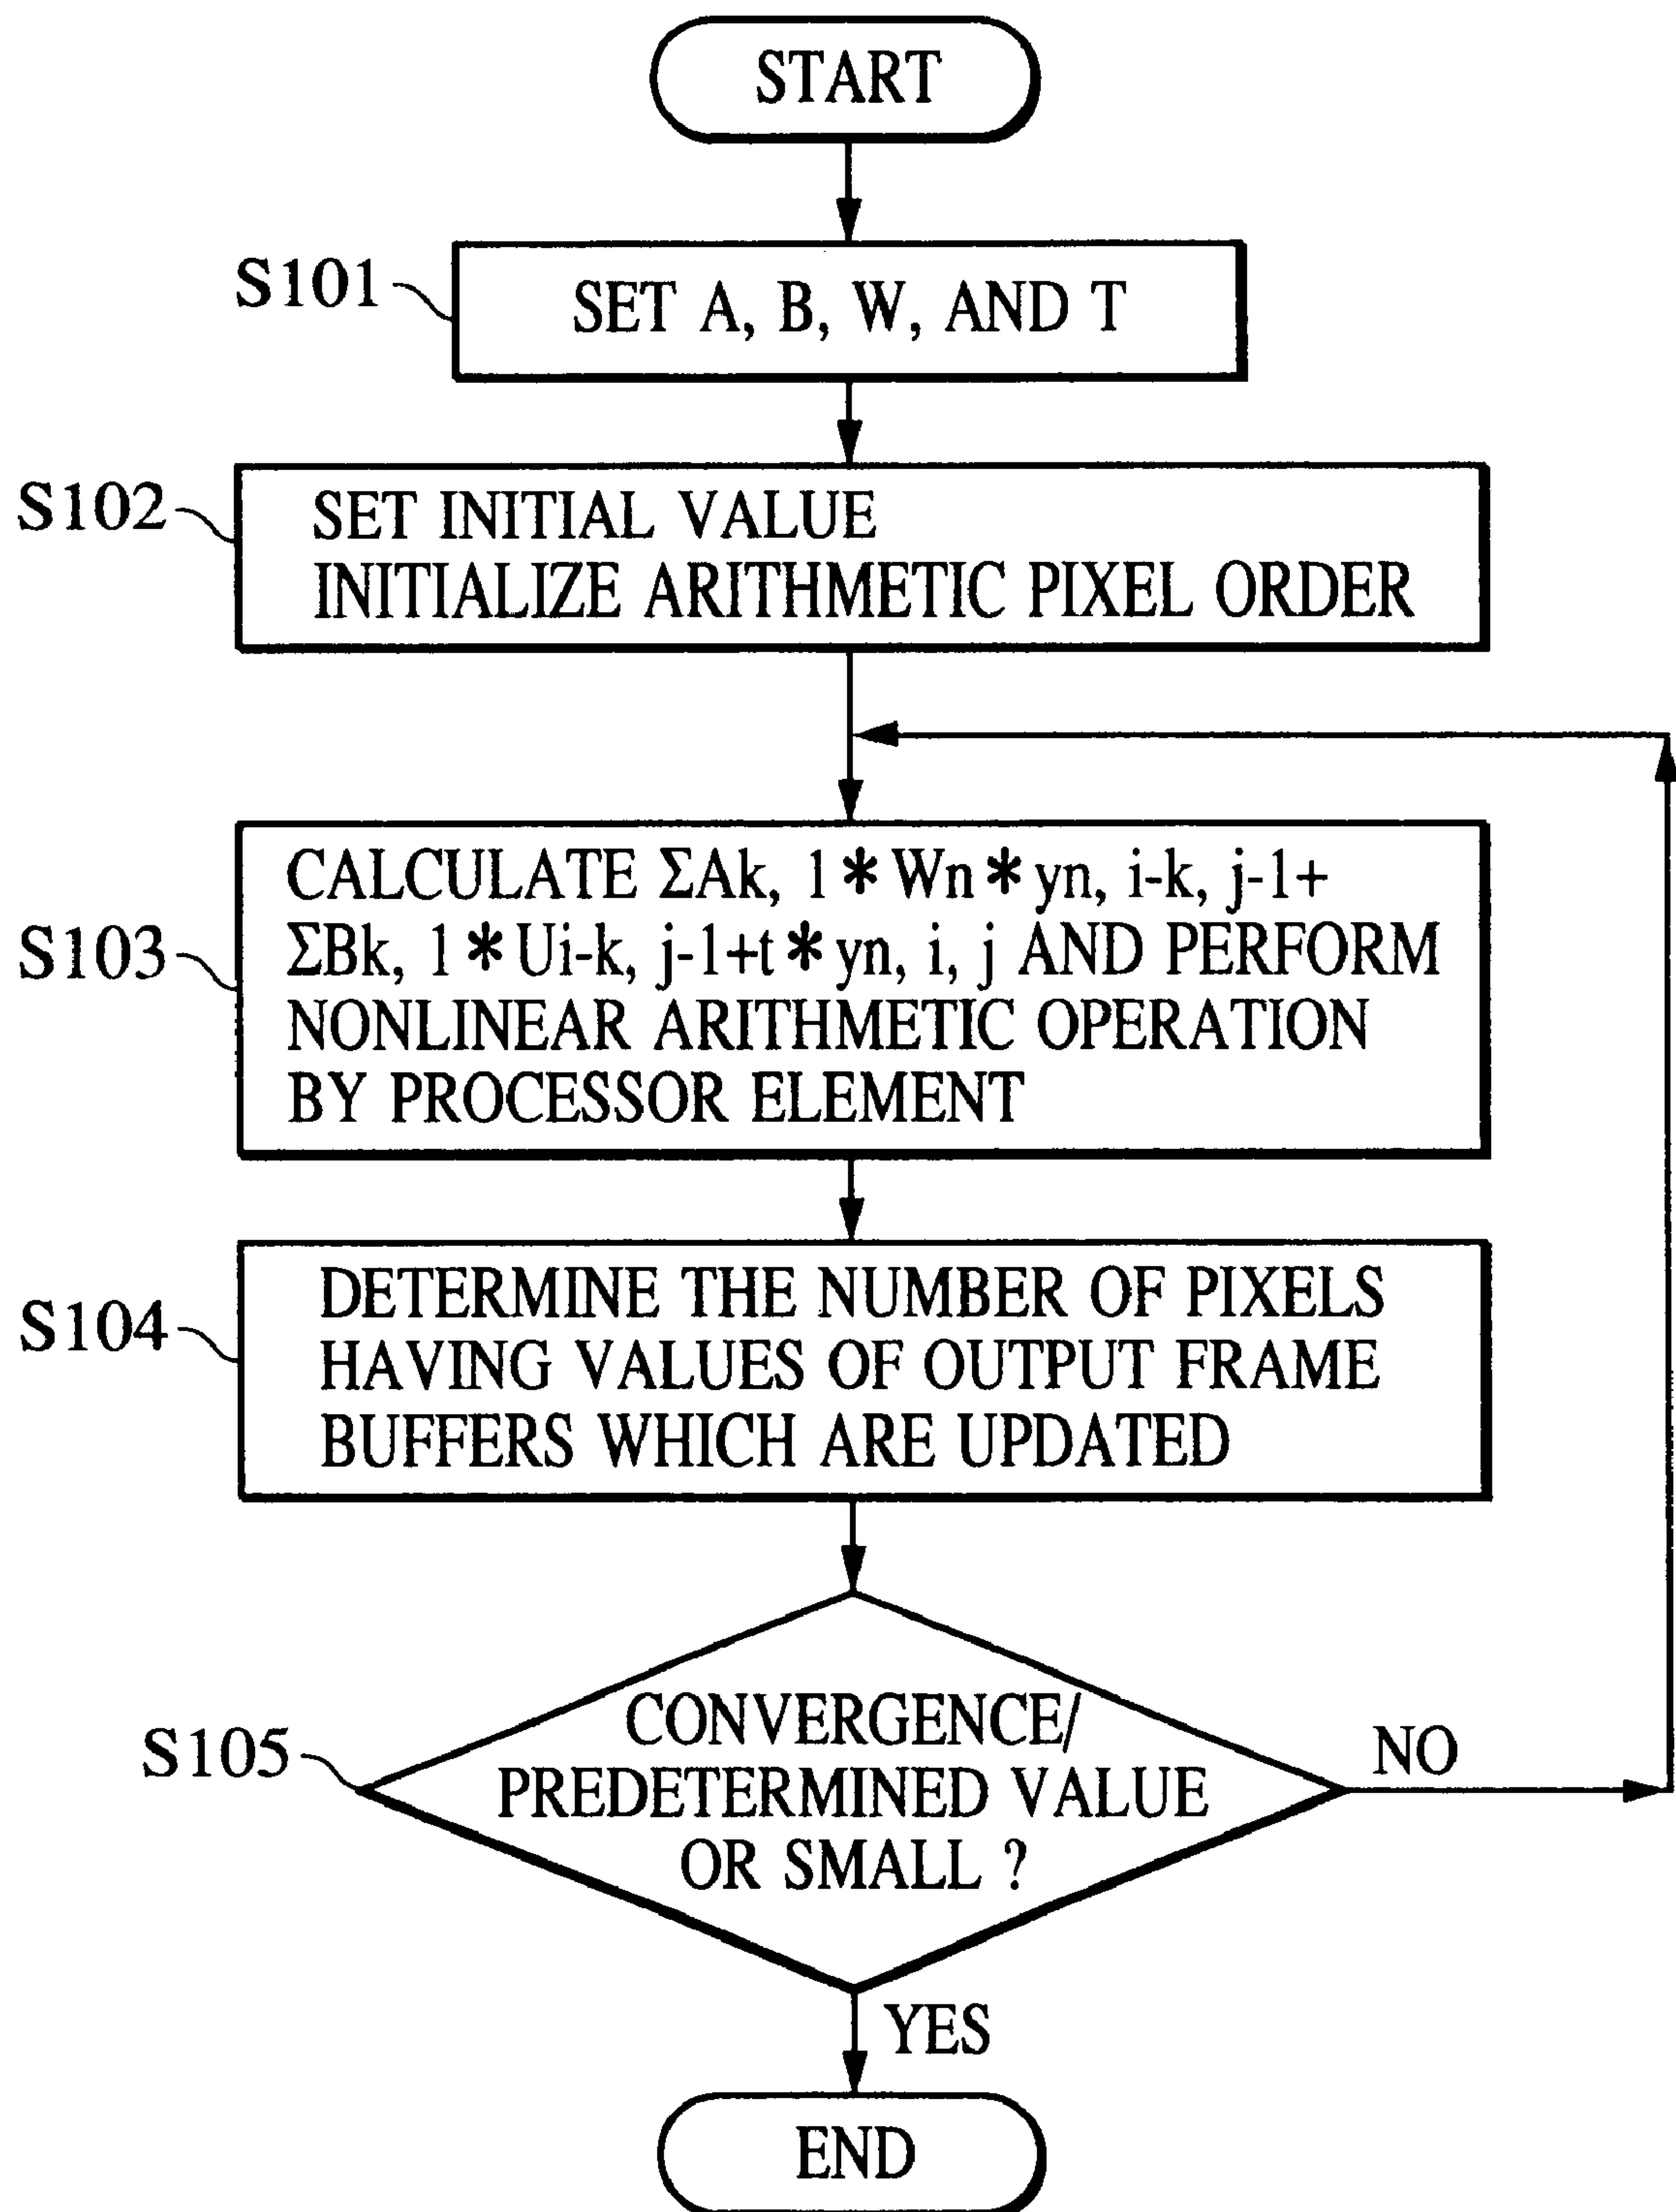 START
S101
SET A, B, W, AND T
S102
SET INITIAL VALUE
INITIALIZE ARITHMETIC PIXEL ORDER
S103
CALCULATE ΣAk, 1 * Wn * yn, i-k, j-1+
ΣBk, 1 * Ui-k, j-1+t * yn, i, j AND PERFORM
NONLINEAR ARITHMETIC OPERATION
BY PROCESSOR ELEMENT
S104
DETERMINE THE NUMBER OF PIXELS
HAVING VALUES OF OUTPUT FRAME
BUFFERS WHICH ARE UPDATED
S105
CONVERGENCE/
PREDETERMINED VALUE
OR SMALL ?
NO
YES
END